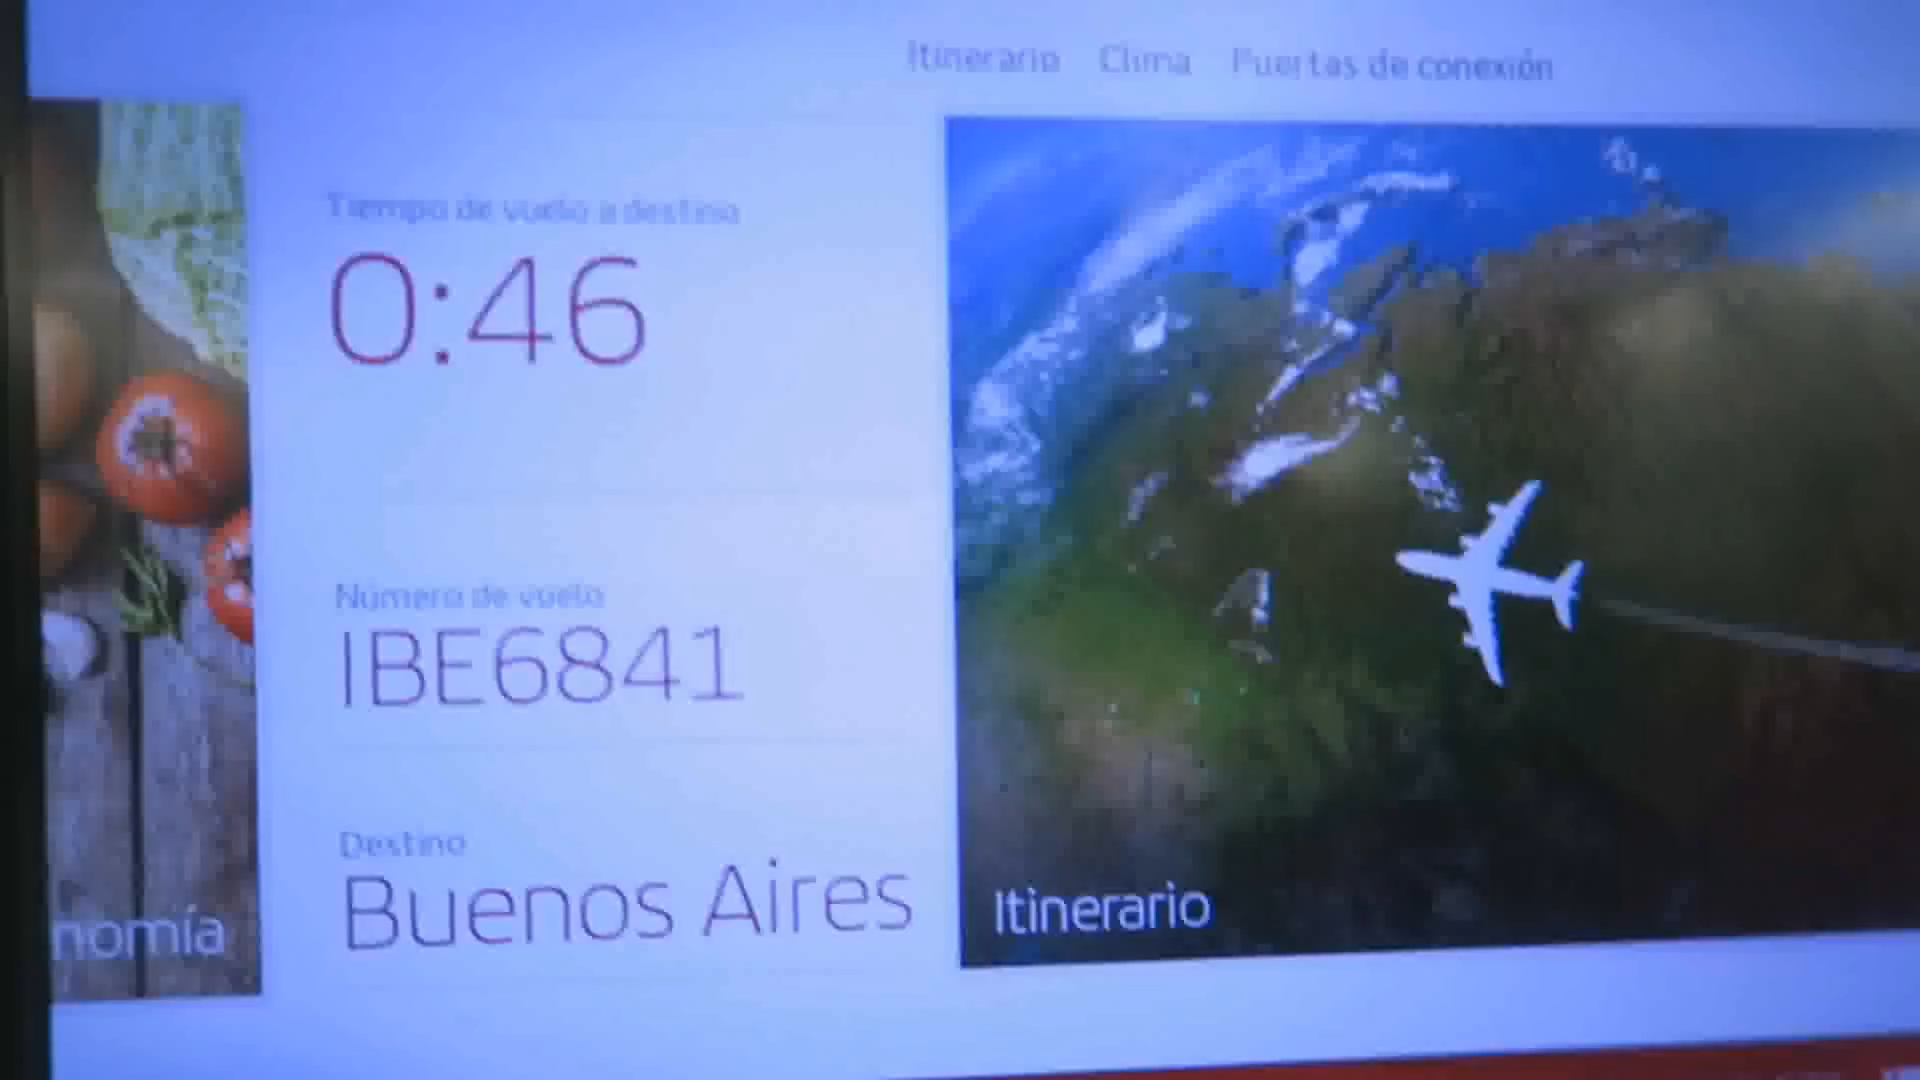 Itinerario Clima Puertas de conexión
Tiempo de vuelo a destino
0:46
Número de vuelo
IBE6841
Destino
Buenos Aires
nomía
Itinerario